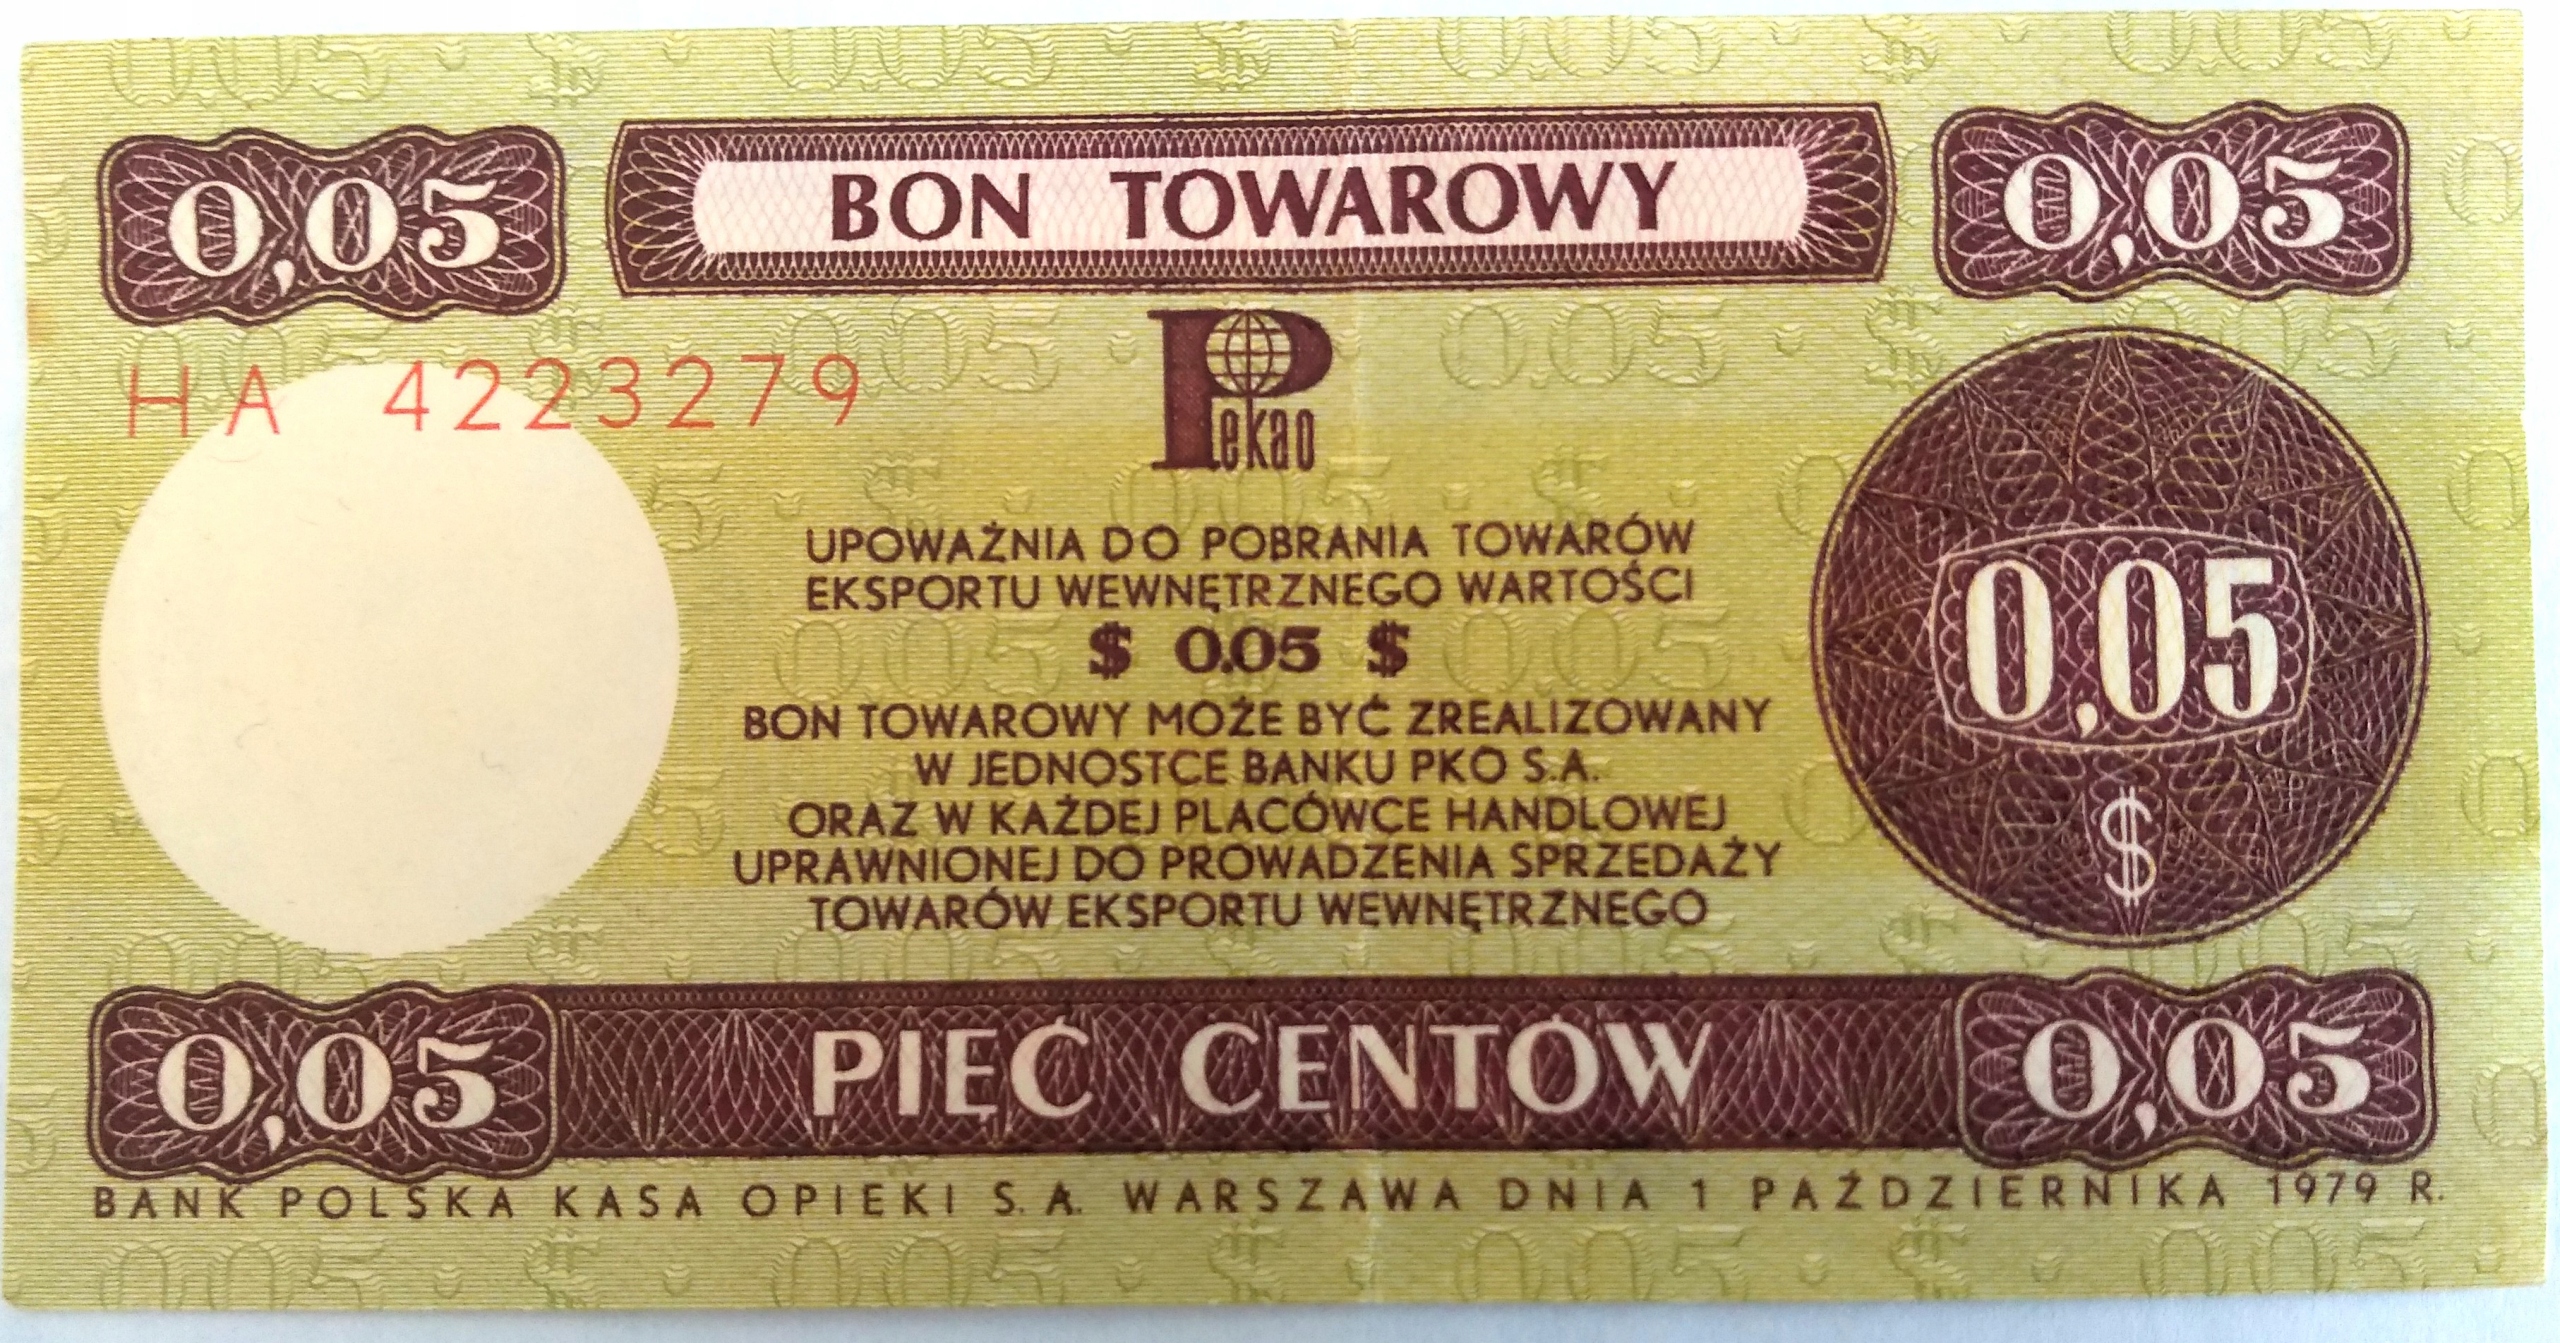 0,05 BON TOWAROWY 0,05
HA 4223279
Pekao
UPOWAŻNIA DO POBRANIA TOWARÓW
EKSPORTU WEWNĘTRZNEGO WARTOŚCI
$ 0.05 $
BON TOWAROWY MOŻE BYĆ ZREALIZOWANY
W JEDNOSTCE BANKU PKO S.A.
ORAZ W KAŻDEJ PLACÓWCE HANDLOWEJ
UPRAWNIONEJ DO PROWADZENIA SPRZEDAŻY
TOWARÓW EKSPORTU WEWNĘTRZNEGO
0,05
$
0,05 PIĘĆ CENTÓW 0,05
BANK POLSKA KASA OPIEKI S.A. WARSZAWA DNIA 1 PAŹDZIERNIKA 1979 R.